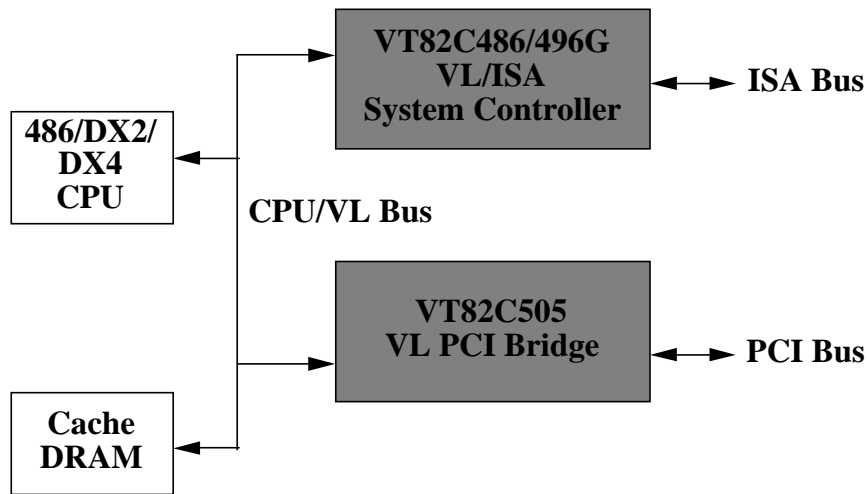 VT82C486/496G
VL/ISA
System Controller
ISA Bus
486/DX2/
DX4
CPU
CPU/VL Bus
VT82C505
VL PCI Bridge
PCI Bus
Cache
DRAM